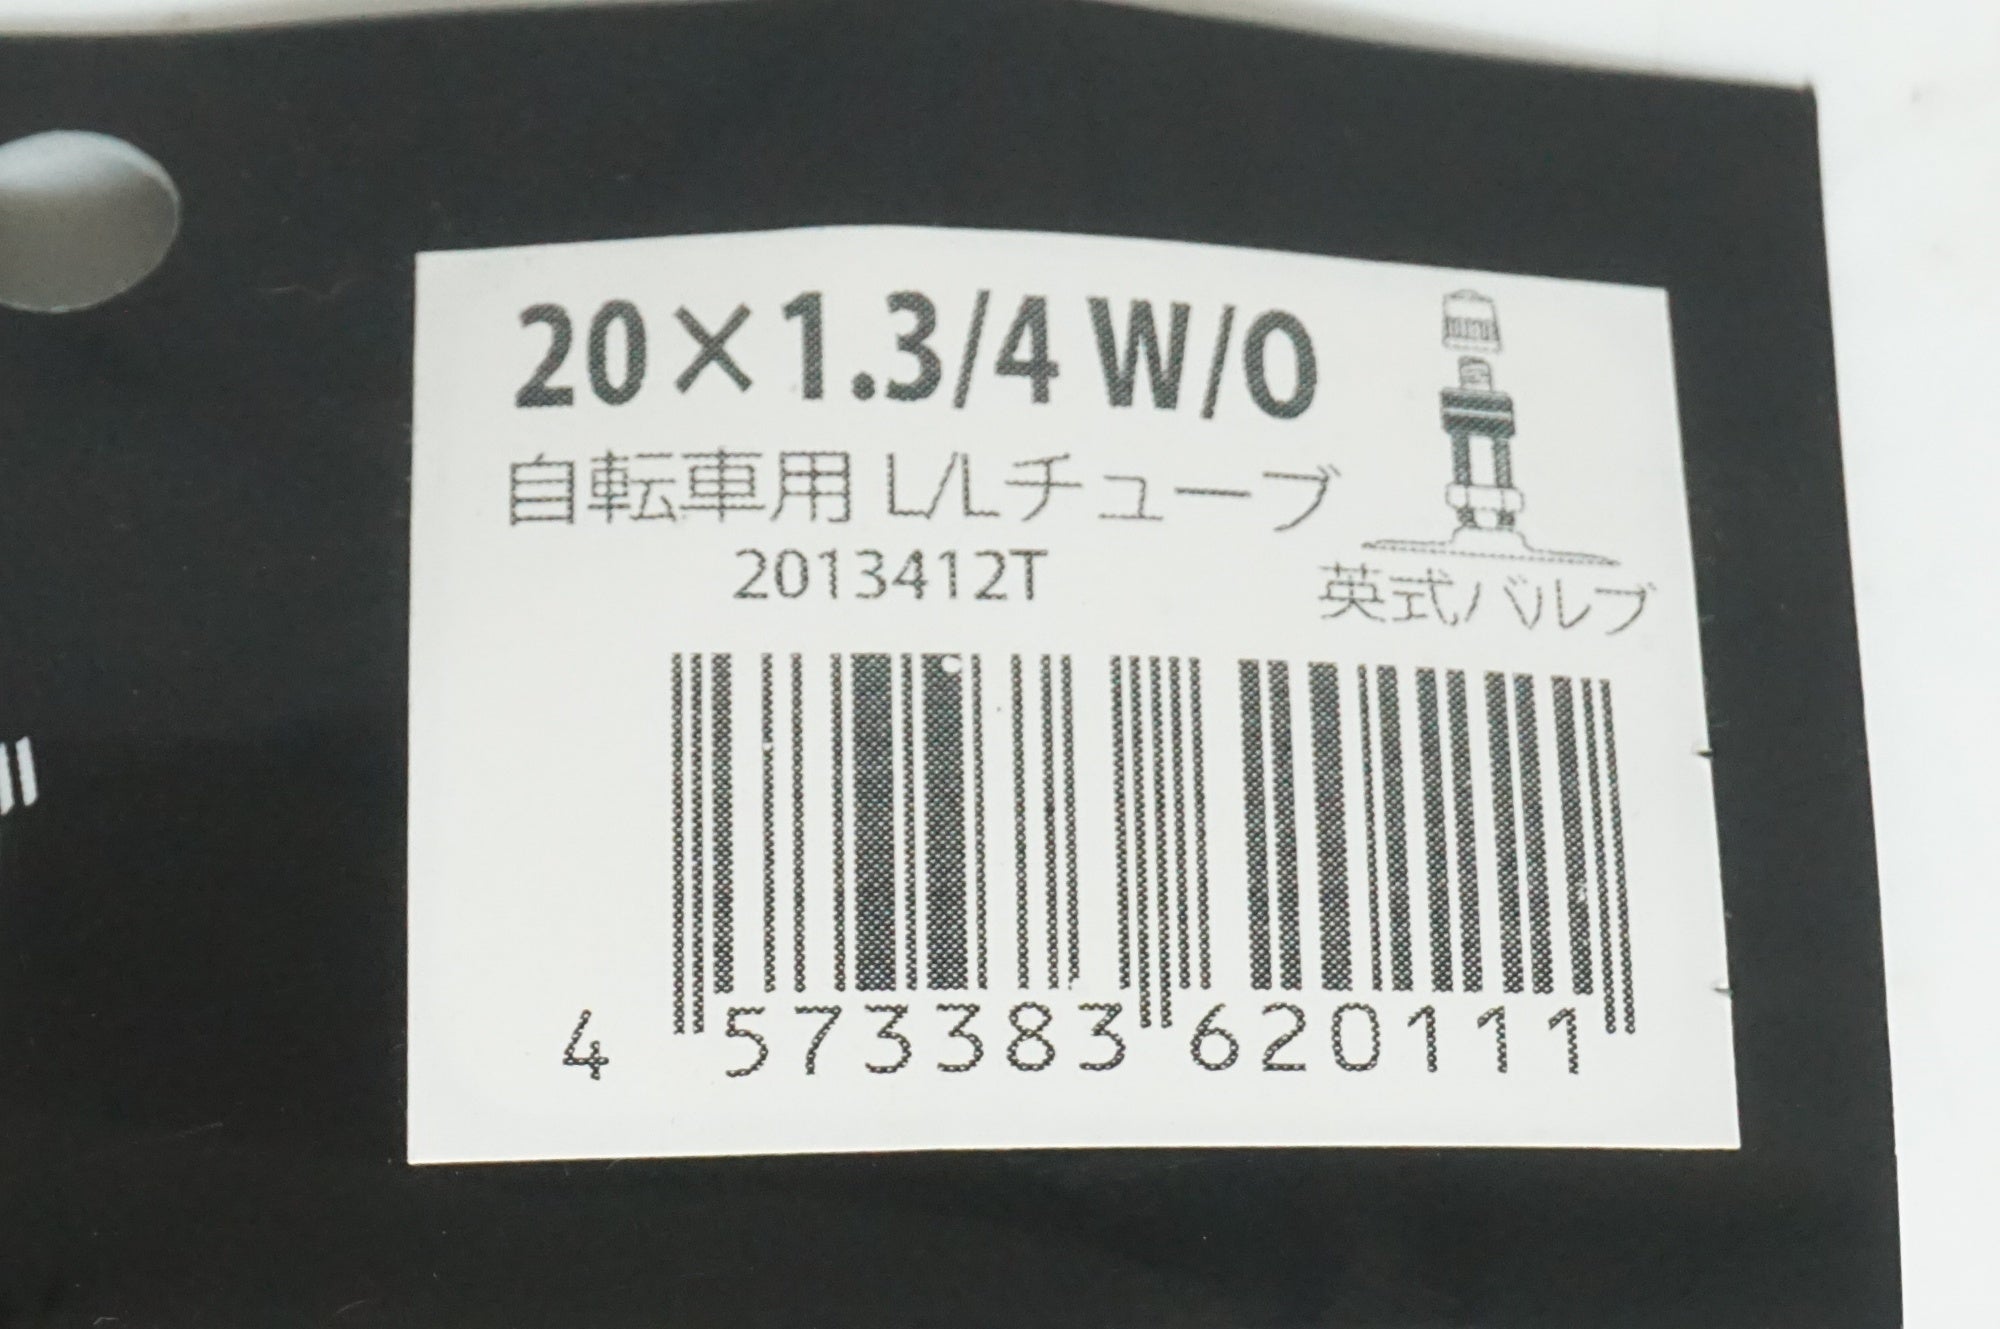 20×1.3/4 W/O
自転車用 L/Lチューブ
2013412T
英式バルブ
4 573383 620111